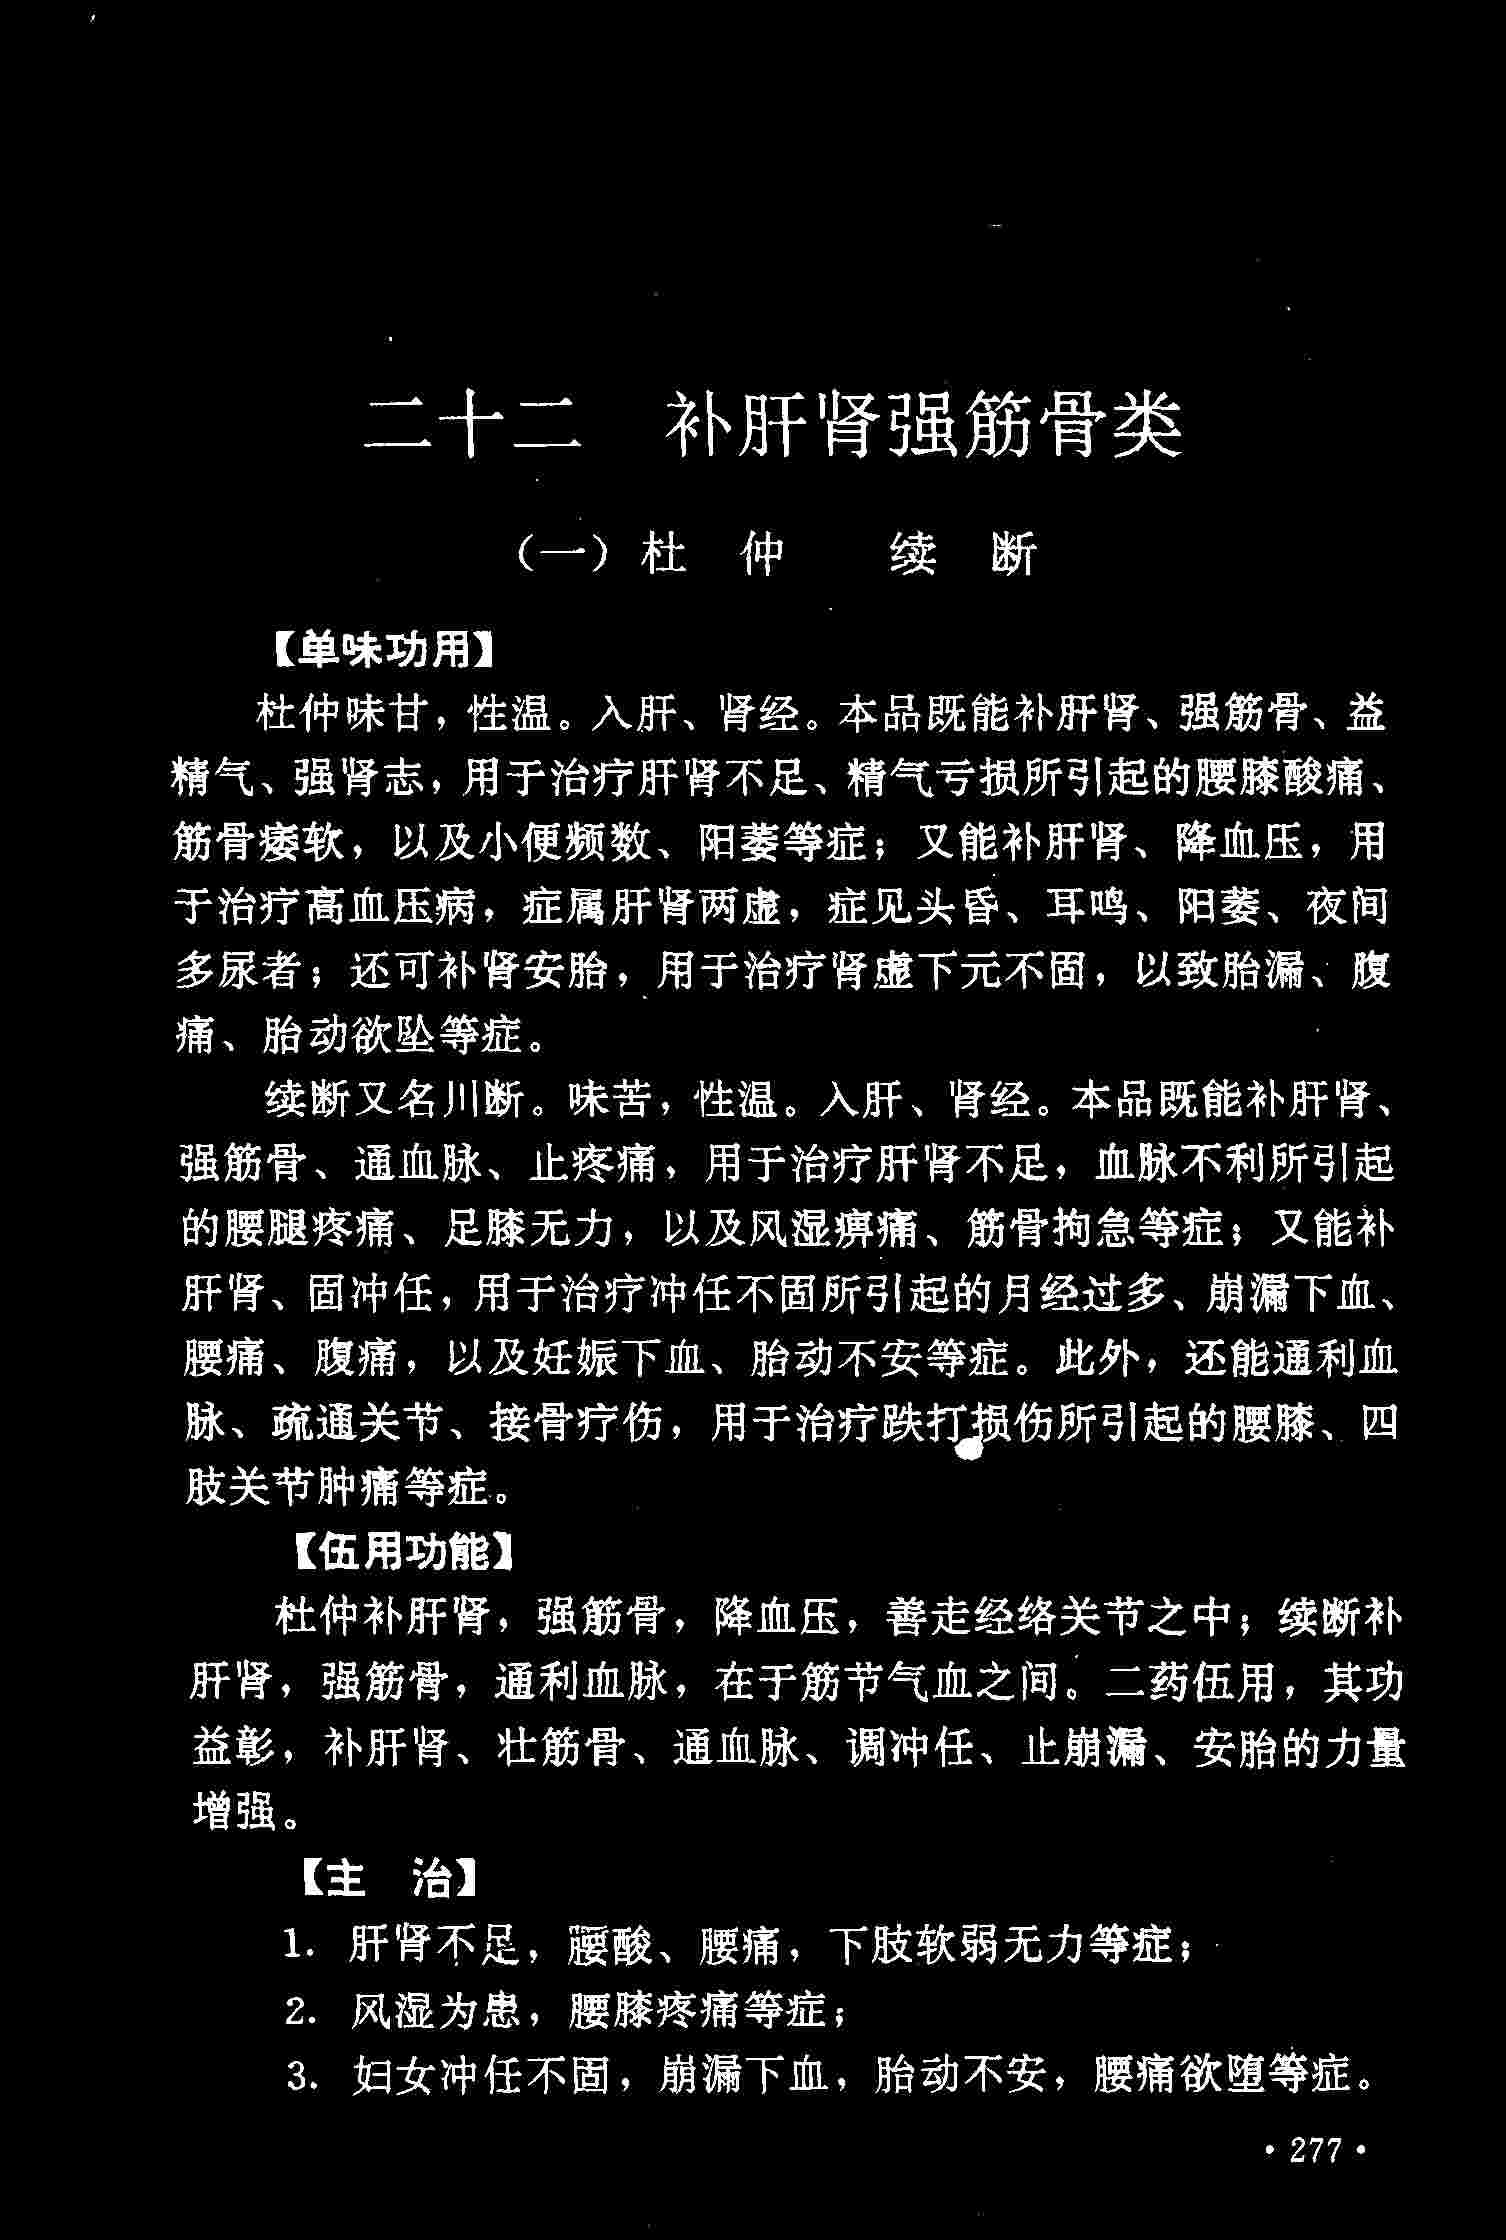 二十二　补肝肾强筋骨类
（一）杜　仲　　续　断
【单味功用】
杜仲味甘，性温。入肝、肾经。本品既能补肝肾、强筋骨、益
精气、强肾志，用于治疗肝肾不足、精气亏损所引起的腰膝酸痛、
筋骨痿软，以及小便频数、阳萎等症；又能补肝肾、降血压，用
于治疗高血压病，症属肝肾两虚，症见头昏、耳鸣、阳萎、夜间
多尿者；还可补肾安胎，用于治疗肾虚下元不固，以致胎漏、腹
痛、胎动欲坠等症。
续断又名川断。味苦，性温。入肝、肾经。本品既能补肝肾、
强筋骨、通血脉、止疼痛，用于治疗肝肾不足，血脉不利所引起
的腰腿疼痛、足膝无力，以及风湿痹痛、筋骨拘急等症；又能补
肝肾、固冲任，用于治疗冲任不固所引起的月经过多、崩漏下血、
腰痛、腹痛，以及妊娠下血、胎动不安等症。此外，还能通利血
脉、疏通关节、接骨疗伤，用于治疗跌打损伤所引起的腰膝、四
肢关节肿痛等症。
【伍用功能】
杜仲补肝肾，强筋骨，降血压，善走经络关节之中；续断补
肝肾，强筋骨，通利血脉，在于筋节气血之间。二药伍用，其功
益彰，补肝肾、壮筋骨、通血脉、调冲任、止崩漏、安胎的力量
增强。
【主　治】
1. 肝肾不足，腰酸、腰痛，下肢软弱无力等症；
2. 风湿为患，腰膝疼痛等症；
3. 妇女冲任不固，崩漏下血，胎动不安，腰痛欲堕等症。
· 277 ·